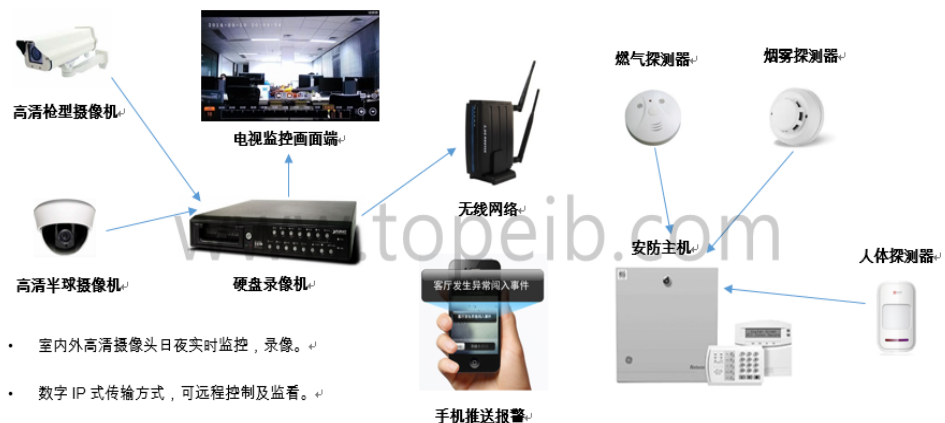 燃气探测器
烟雾探测器
高清枪型摄像机
电视监控画面端
无线网络
www.topeib.com
安防主机
人体探测器
高清半球摄像机
硬盘录像机
客厅发生异常闯入事件
• 室内外高清摄像头日夜实时监控，录像。
• 数字 IP 式传输方式，可远程控制及监看。
手机推送报警